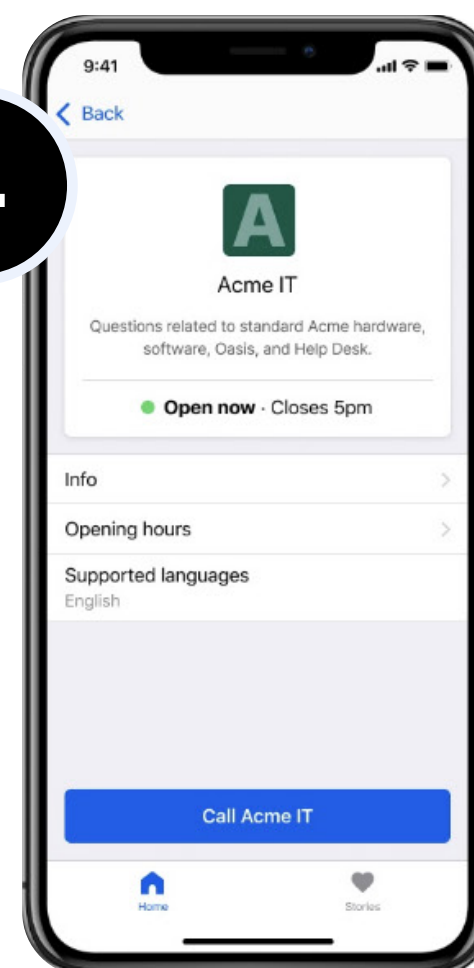 9:41
Back
A
Acme IT
Questions related to standard Acme hardware,
software, Oasis, and Help Desk.
Open now · Closes 5pm
Info
Opening hours
Supported languages
English
Call Acme IT
Home
Stories